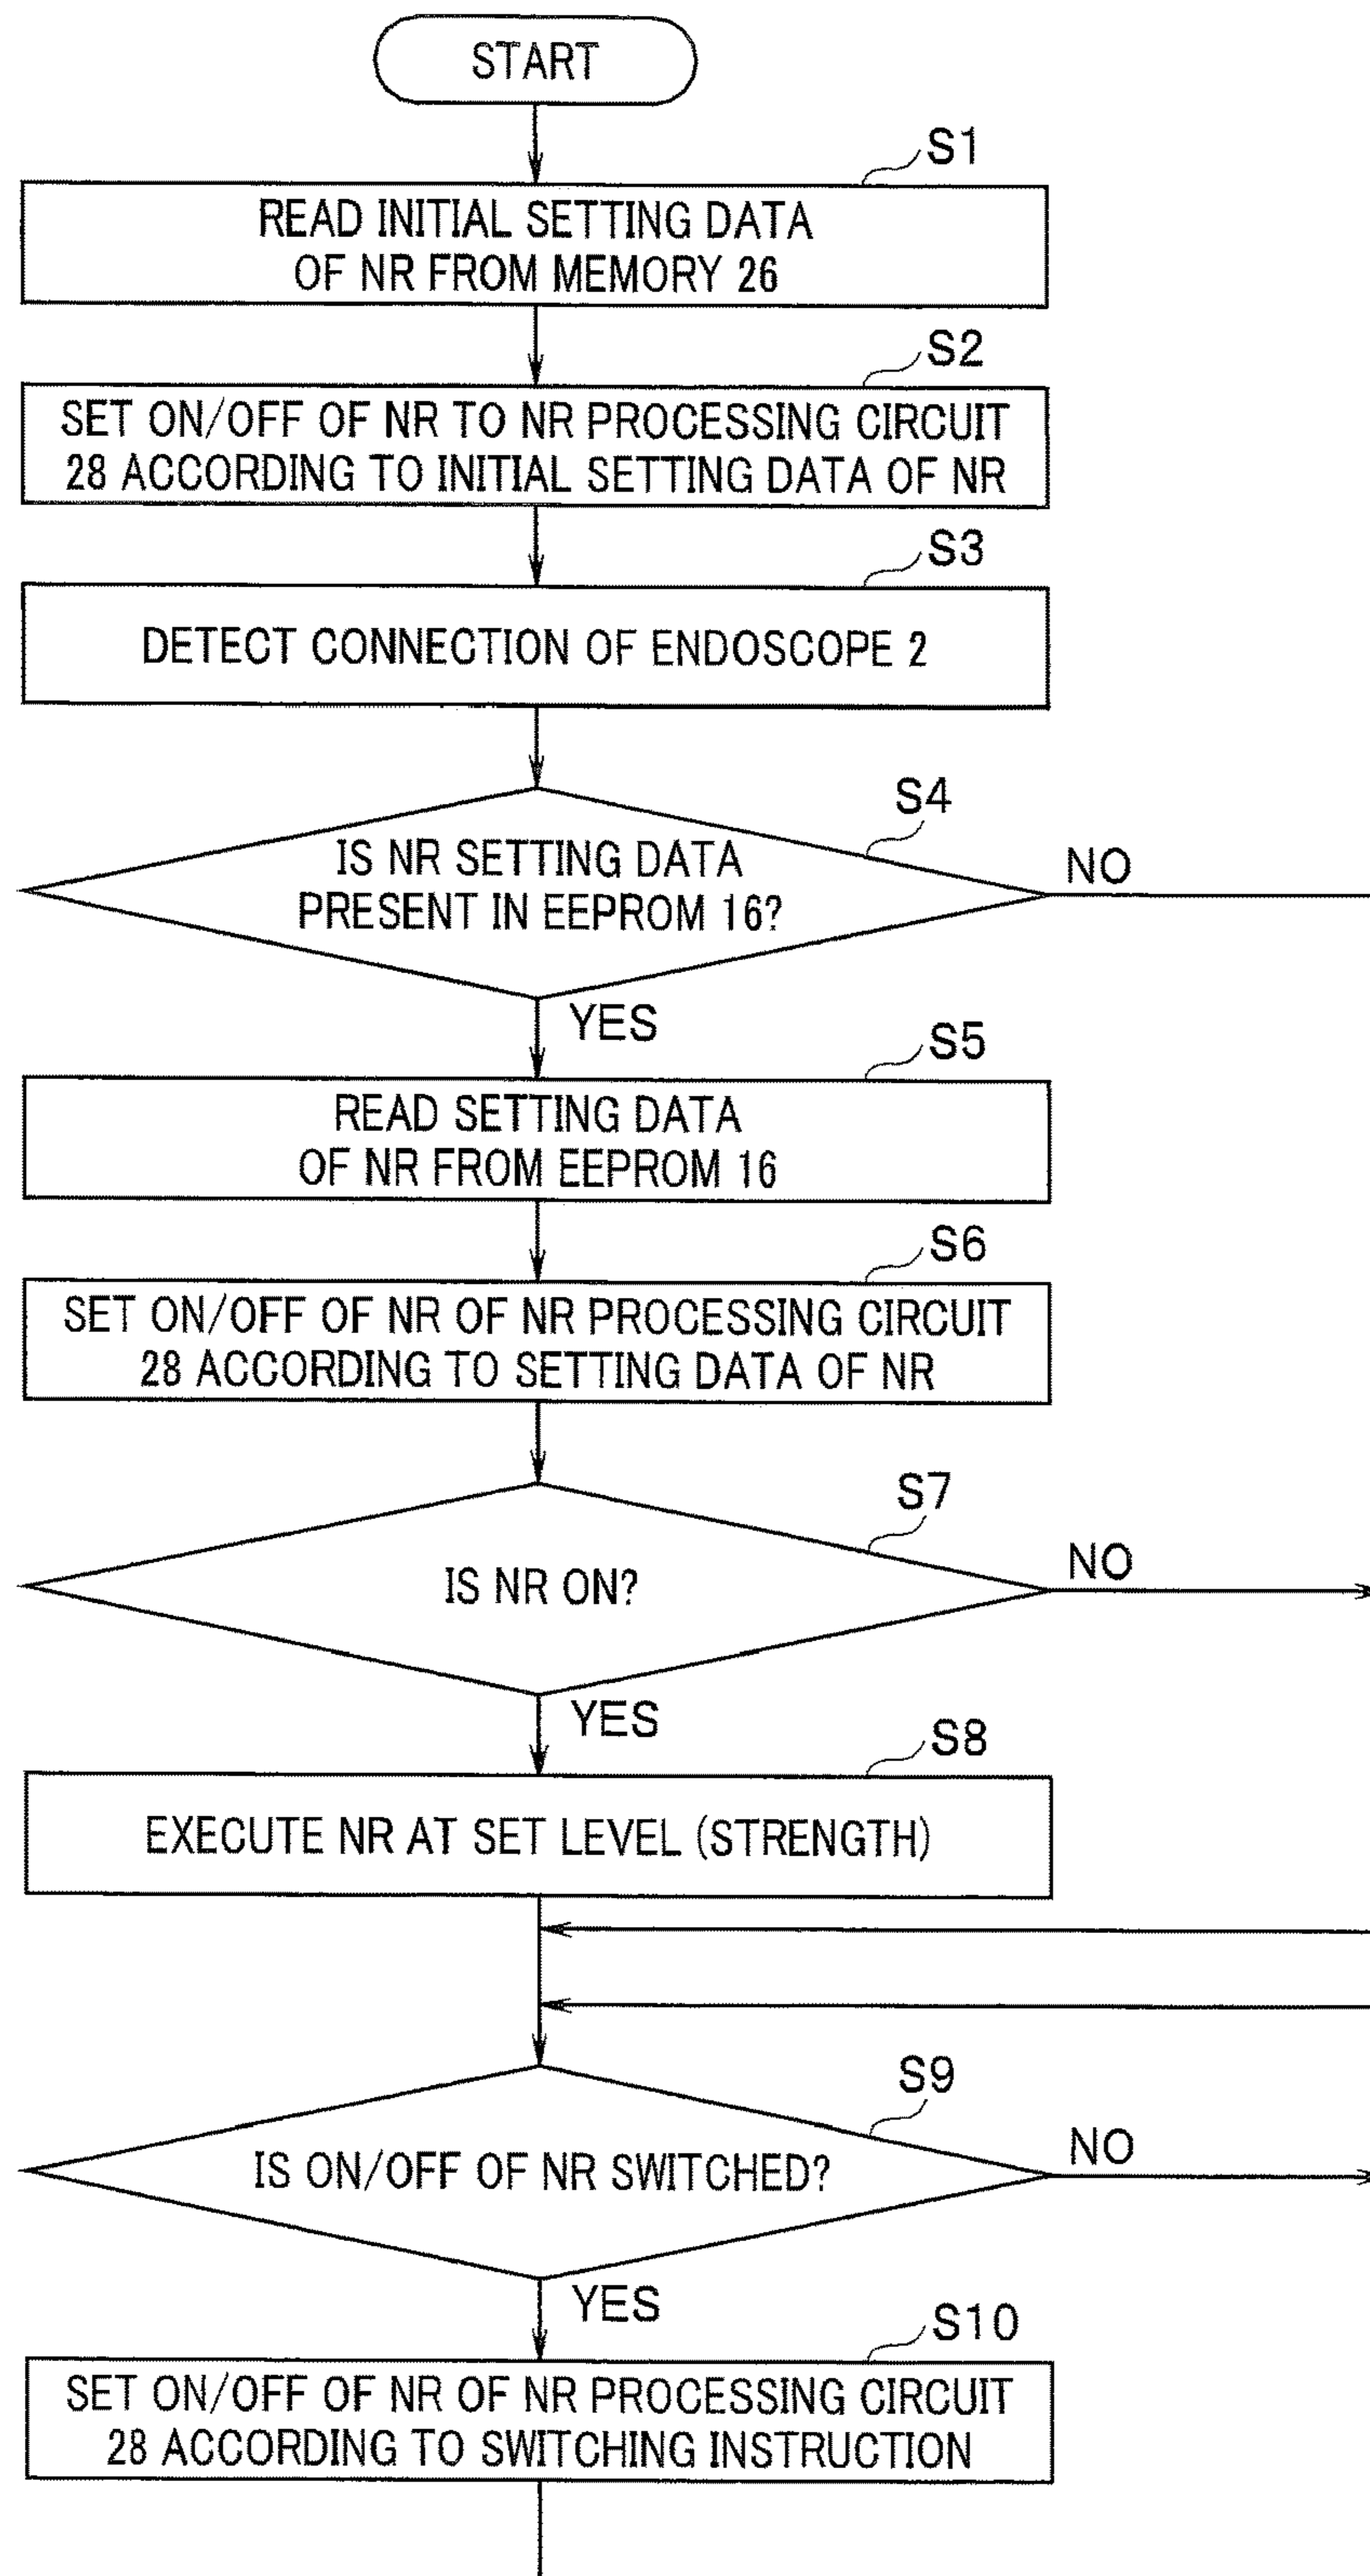 START
S1
READ INITIAL SETTING DATA
OF NR FROM MEMORY 26
S2
SET ON/OFF OF NR TO NR PROCESSING CIRCUIT
28 ACCORDING TO INITIAL SETTING DATA OF NR
S3
DETECT CONNECTION OF ENDOSCOPE 2
S4
IS NR SETTING DATA
PRESENT IN EEPROM 16?
NO
YES
S5
READ SETTING DATA
OF NR FROM EEPROM 16
S6
SET ON/OFF OF NR OF NR PROCESSING CIRCUIT
28 ACCORDING TO SETTING DATA OF NR
S7
IS NR ON?
NO
YES
S8
EXECUTE NR AT SET LEVEL (STRENGTH)
S9
IS ON/OFF OF NR SWITCHED?
NO
YES
S10
SET ON/OFF OF NR OF NR PROCESSING CIRCUIT
28 ACCORDING TO SWITCHING INSTRUCTION